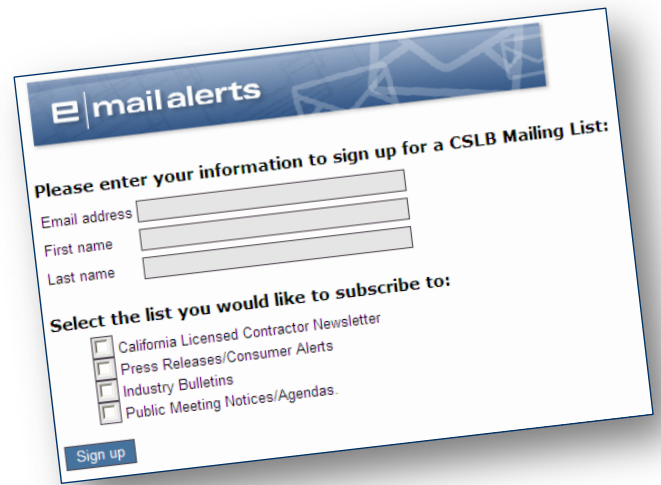 e|mail alerts
Please enter your information to sign up for a CSLB Mailing List:
Email address
First name
Last name
Select the list you would like to subscribe to:
California Licensed Contractor Newsletter
Press Releases/Consumer Alerts
Industry Bulletins
Public Meeting Notices/Agendas.
Sign up